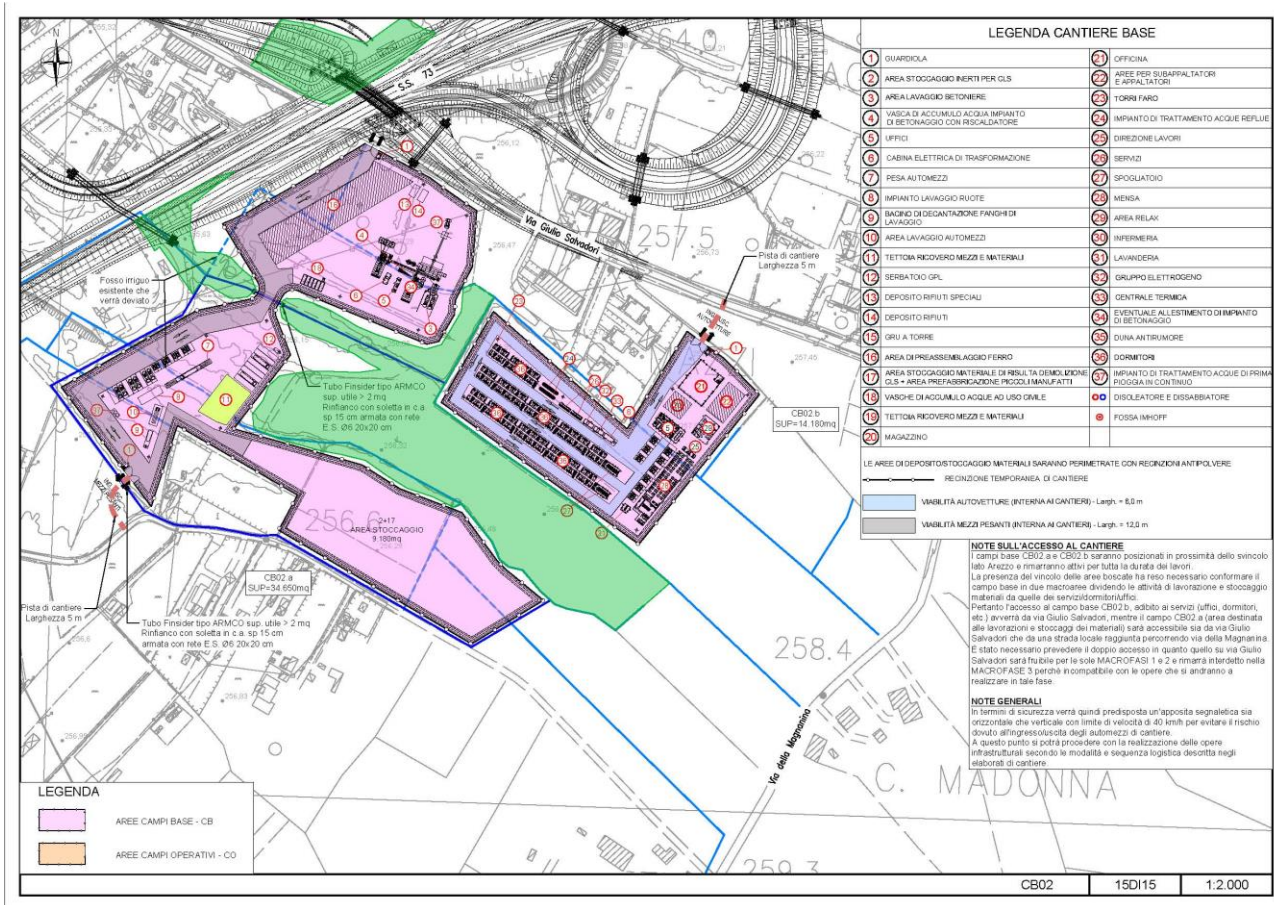 N
264.0
S.S. 73
Via Giulio Salvadori
257.5
Pista di cantiere
Larghezza 5 m
INGRESSO
AUTOVETTURE
Fosso irriguo
esistente che
verrà deviato
Tubo Finsider tipo ARMCO
sup. utile > 2 mq
Rinfianco con soletta in c.a.
sp 15 cm armata con rete
E.S. Ø6 20x20 cm
CB02.b
SUP=14.180mq
256.6
2+17
AREA STOCCAGGIO
9.180mq
CB02.a
SUP=34.650mq
Pista di cantiere
Larghezza 5 m
Tubo Finsider tipo ARMCO sup. utile > 2 mq
Rinfianco con soletta in c.a. sp 15 cm
armata con rete E.S. Ø6 20x20 cm
258.4
Via della Magnanina
C. MADONNA
259.3
LEGENDA CANTIERE BASE
1 GUARDIOLA
2 AREA STOCCAGGIO INERTI PER CLS
3 AREA LAVAGGIO BETONIERE
4 VASCA DI ACCUMULO ACQUA IMPIANTO
DI BETONAGGIO CON RISCALDATORE
5 UFFICI
6 CABINA ELETTRICA DI TRASFORMAZIONE
7 PESA AUTOMEZZI
8 IMPIANTO LAVAGGIO RUOTE
9 BACINO DI DECANTAZIONE FANGHI DI
LAVAGGIO
10 AREA LAVAGGIO AUTOMEZZI
11 TETTOIA RICOVERO MEZZI E MATERIALI
12 SERBATOIO GPL
13 DEPOSITO RIFIUTI SPECIALI
14 DEPOSITO RIFIUTI
15 GRU A TORRE
16 AREA DI PREASSEMBLAGGIO FERRO
17 AREA STOCCAGGIO MATERIALE DI RISULTA DEMOLIZIONE
CLS + AREA PREFABBRICAZIONE PICCOLI MANUFATTI
18 VASCHE DI ACCUMULO ACQUE AD USO CIVILE
19 TETTOIA RICOVERO MEZZI E MATERIALI
20 MAGAZZINO
21 OFFICINA
22 AREE PER SUBAPPALTATORI
E APPALTATORI
23 TORRI FARO
24 IMPIANTO DI TRATTAMENTO ACQUE REFLUE
25 DIREZIONE LAVORI
26 SERVIZI
27 SPOGLIATOIO
28 MENSA
29 AREA RELAX
30 INFERMERIA
31 LAVANDERIA
32 GRUPPO ELETTROGENO
33 CENTRALE TERMICA
34 EVENTUALE ALLESTIMENTO DI IMPIANTO
DI BETONAGGIO
35 DUNA ANTIRUMORE
36 DORMITORI
37 IMPIANTO DI TRATTAMENTO ACQUE DI PRIMA
PIOGGIA IN CONTINUO
DISOLEATORE E DISSABBIATORE
FOSSA IMHOFF
LE AREE DI DEPOSITO/STOCCAGGIO MATERIALI SARANNO PERIMETRATE CON RECINZIONI ANTIPOLVERE
RECINZIONE TEMPORANEA DI CANTIERE
VIABILITÀ AUTOVETTURE (INTERNA AI CANTIERI) - Largh. = 6,0 m
VIABILITÀ MEZZI PESANTI (INTERNA AI CANTIERI) - Largh. = 12,0 m
NOTE SULL'ACCESSO AL CANTIERE
I campi base CB02.a e CB02.b saranno posizionati in prossimità dello svincolo
lato Arezzo e rimarranno attivi per tutta la durata dei lavori.
La presenza del vincolo delle aree boscate ha reso necessario conformare il
campo base in due macroaree dividendo le attività di lavorazione e stoccaggio
materiali da quelle dei servizi/dormitori/uffici.
Pertanto l'accesso al campo base CB02.b, adibito ai servizi (uffici, dormitori,
etc.) avverrà da via Giulio Salvadori, mentre il campo CB02.a (area destinata
alle lavorazioni e stoccaggi dei materiali) sarà accessibile sia da via Giulio
Salvadori che da una strada locale raggiunta percorrendo via della Magnanina.
È stato necessario prevedere il doppio accesso in quanto quello su via Giulio
Salvadori sarà fruibile per le sole MACROFASI 1 e 2 e rimarrà interdetto nella
MACROFASE 3 perchè incompatibile con le opere che si andranno a
realizzare in tale fase.
NOTE GENERALI
In termini di sicurezza verrà quindi predisposta un'apposita segnaletica sia
orizzontale che verticale con limite di velocità di 40 km/h per evitare il rischio
dovuto all'ingresso/uscita degli automezzi di cantiere.
A questo punto si potrà procedere con la realizzazione delle opere
infrastrutturali secondo le modalità e sequenza logistica descritta negli
elaborati di cantiere.
LEGENDA
AREE CAMPI BASE - CB
AREE CAMPI OPERATIVI - CO
CB02
15DI15
1:2.000